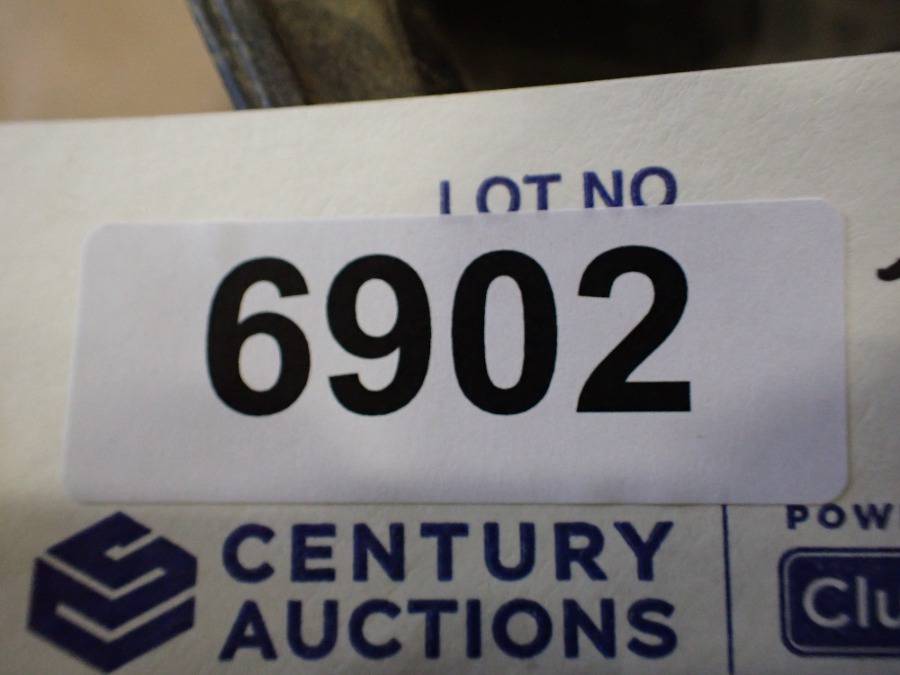 LOT NO
6902
CENTURY
AUCTIONS